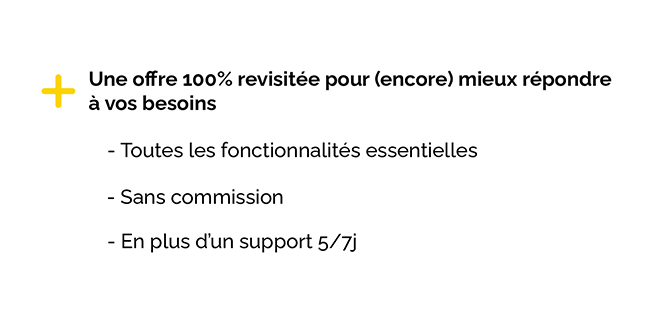 Une offre 100% revisitée pour (encore) mieux répondre
à vos besoins
- Toutes les fonctionnalités essentielles
- Sans commission
- En plus d'un support 5/7j